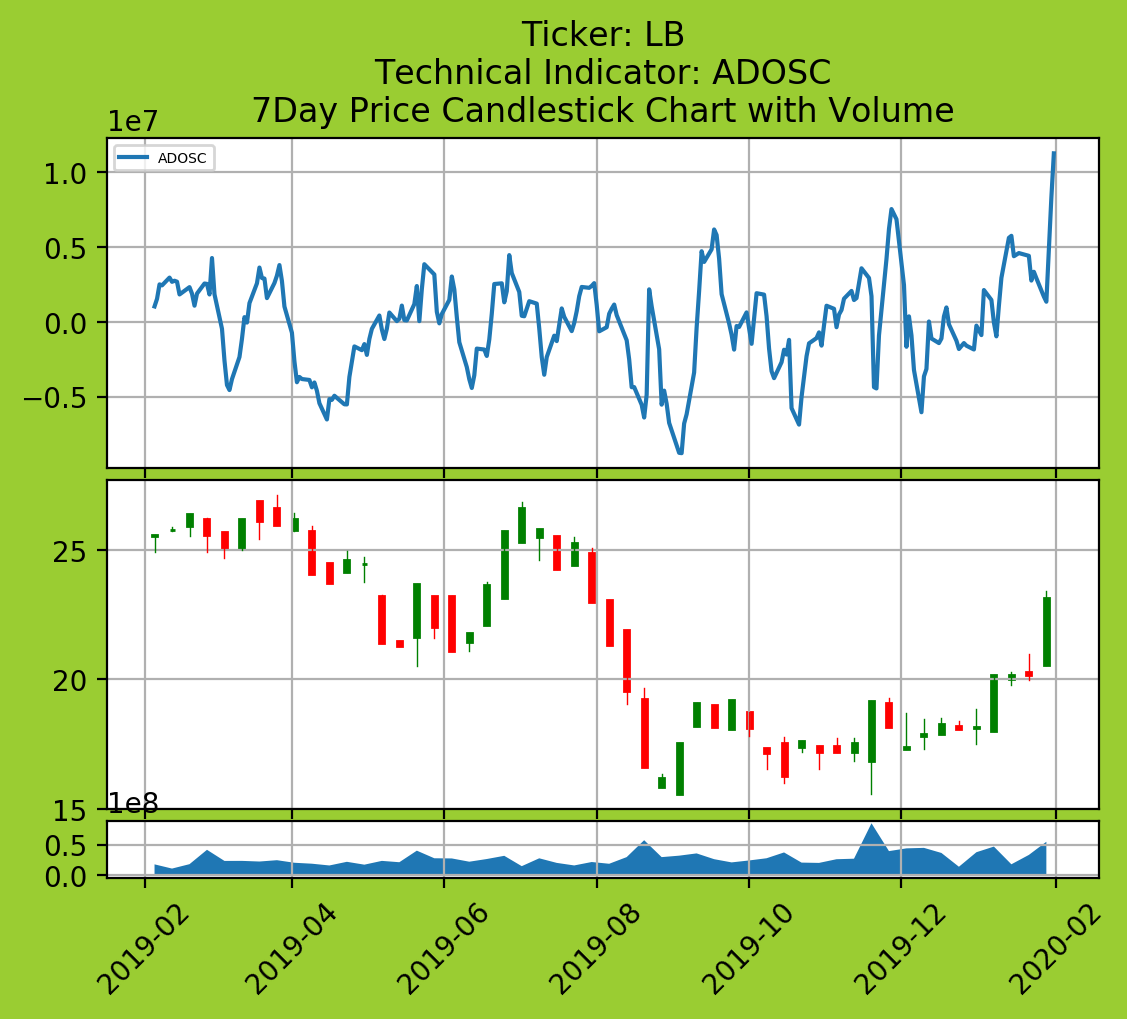 Ticker: LB
Technical Indicator: ADOSC
7Day Price Candlestick Chart with Volume
1e7
ADOSC
1.0
0.5
0.0
−0.5
25
20
15
1e8
0.5
0.0
2019-02
2019-04
2019-06
2019-08
2019-10
2019-12
2020-02